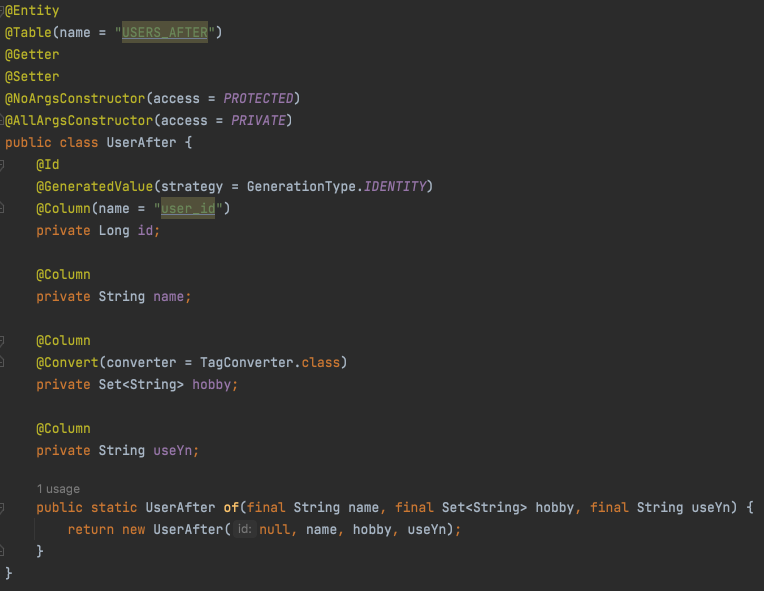 @Entity
@Table(name = "USERS_AFTER")
@Getter
@Setter
@NoArgsConstructor(access = PROTECTED)
@AllArgsConstructor(access = PRIVATE)
public class UserAfter {
@Id
@GeneratedValue(strategy = GenerationType.IDENTITY)
@Column(name = "user_id")
private Long id;
@Column
private String name;
@Column
@Convert(converter = TagConverter.class)
private Set<String> hobby;
@Column
private String useYn;
1 usage
public static UserAfter of(final String name, final Set<String> hobby, final String useYn) {
return new UserAfter( id: null, name, hobby, useYn);
}
}